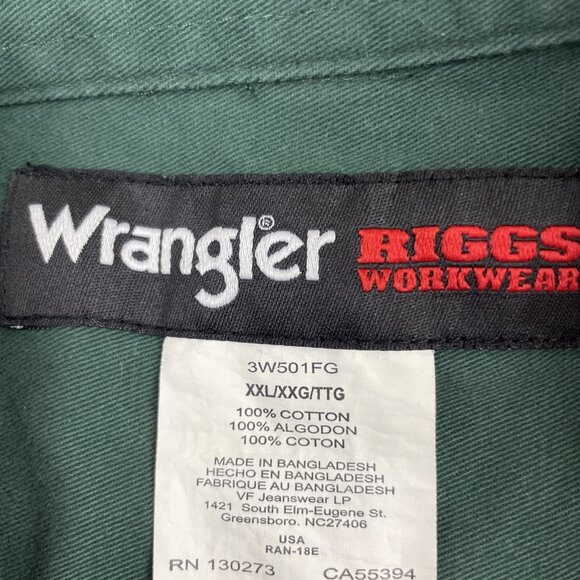 Wrangler® RIGGS
WORKWEAR
3W501FG
XXL/XXG/TTG
100% COTTON
100% ALGODON
100% COTON
MADE IN BANGLADESH
HECHO EN BANGLADESH
FABRIQUE AU BANGLADESH
VF Jeanswear LP
1421 South Elm-Eugene St.
Greensboro. NC27406
USA
RAN-18E
RN 130273 CA55394